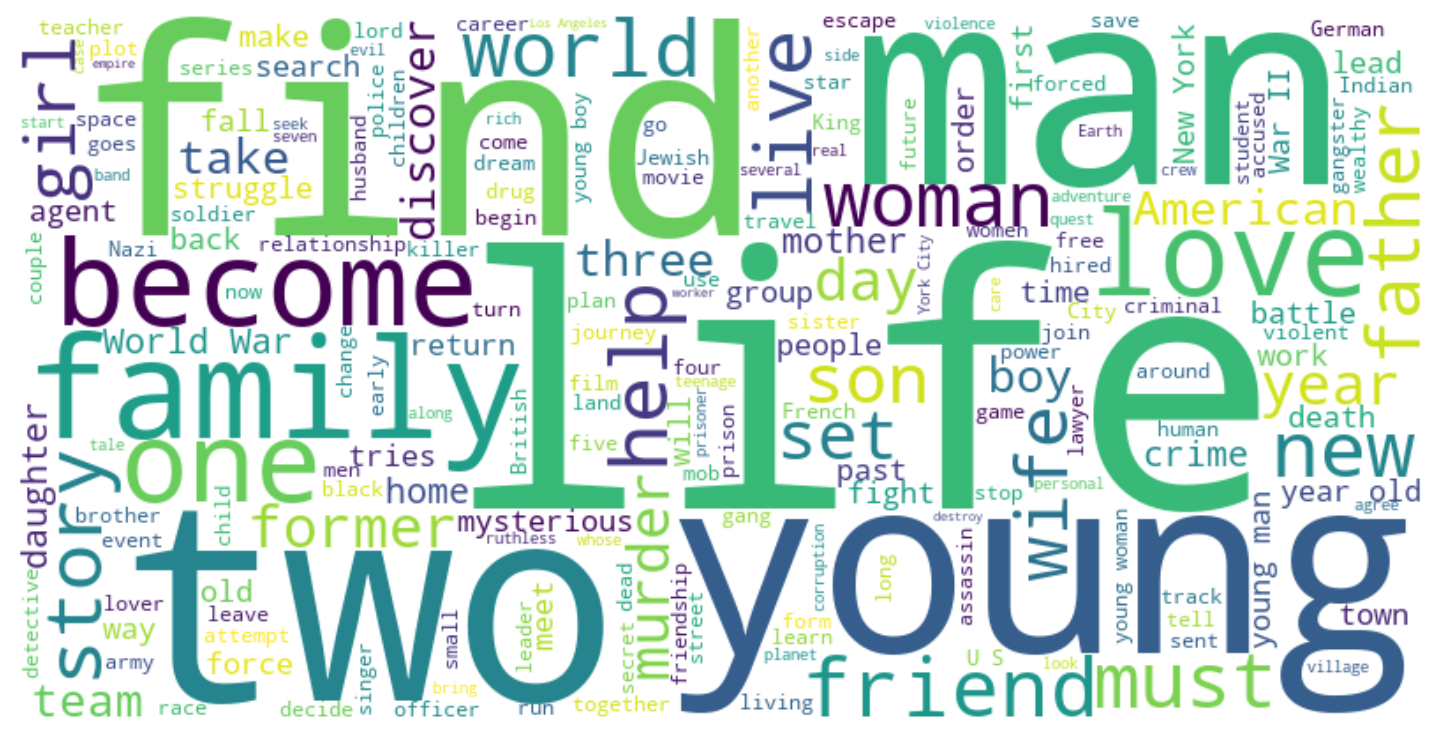 teacher
plot
case
empire
make
lord
evil
career
Los Angeles
world
escape
violence
save
German
find
man
series
search
police
children
another
side
star
first
forced
New York
lead
Indian
girl
start
space
goes
band
fall
seek
seven
take
struggle
husband
discover
rich
come
dream
drug
begin
young boy
go
Jewish
movie
live
several
King
real
future
order
Earth
crew
student
accused
War II
gangster
wealthy
father
agent
soldier
back
travel
woman
adventure
quest
American
love
couple
Nazi
relationship
killer
become
now
turn
three
use
worker
mother
group
day
York City
women
free
hired
time
care
City
criminal
battle
violent
World War
change
return
family
early
along
British
life
plan
journey
film
land
five
help
four
teenage
sister
people
son
French
set
power
join
boy
game
lawyer
around
human
crime
work
year
death
new
daughter
tale
story
one
tries
men
black
home
will
prisoner
prison
mob
past
fight
stop
wife
personal
year old
agree
brother
event
child
former
mysterious
ruthless
whose
murder
gang
young
destroy
corruption
long
assassin
detective
lover
way
army
old
leave
attempt
force
two
small
leader
meet
secret
dead
friendship
street
form
learn
planet
young woman
track
tell
sent
young man
town
village
team
race
decide
singer
officer
bring
run
together
living
friend
U S
look
must